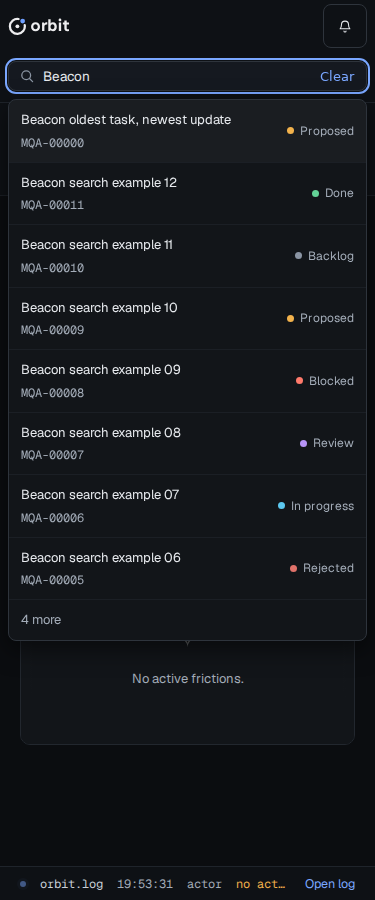 orbit
Beacon Clear
Beacon oldest task, newest update
MQA-00000
Proposed
Beacon search example 12
MQA-00011
Done
Beacon search example 11
MQA-00010
Backlog
Beacon search example 10
MQA-00009
Proposed
Beacon search example 09
MQA-00008
Blocked
Beacon search example 08
MQA-00007
Review
Beacon search example 07
MQA-00006
In progress
Beacon search example 06
MQA-00005
Rejected
4 more
No active frictions.
orbit.log 19:53:31 actor no act… Open log